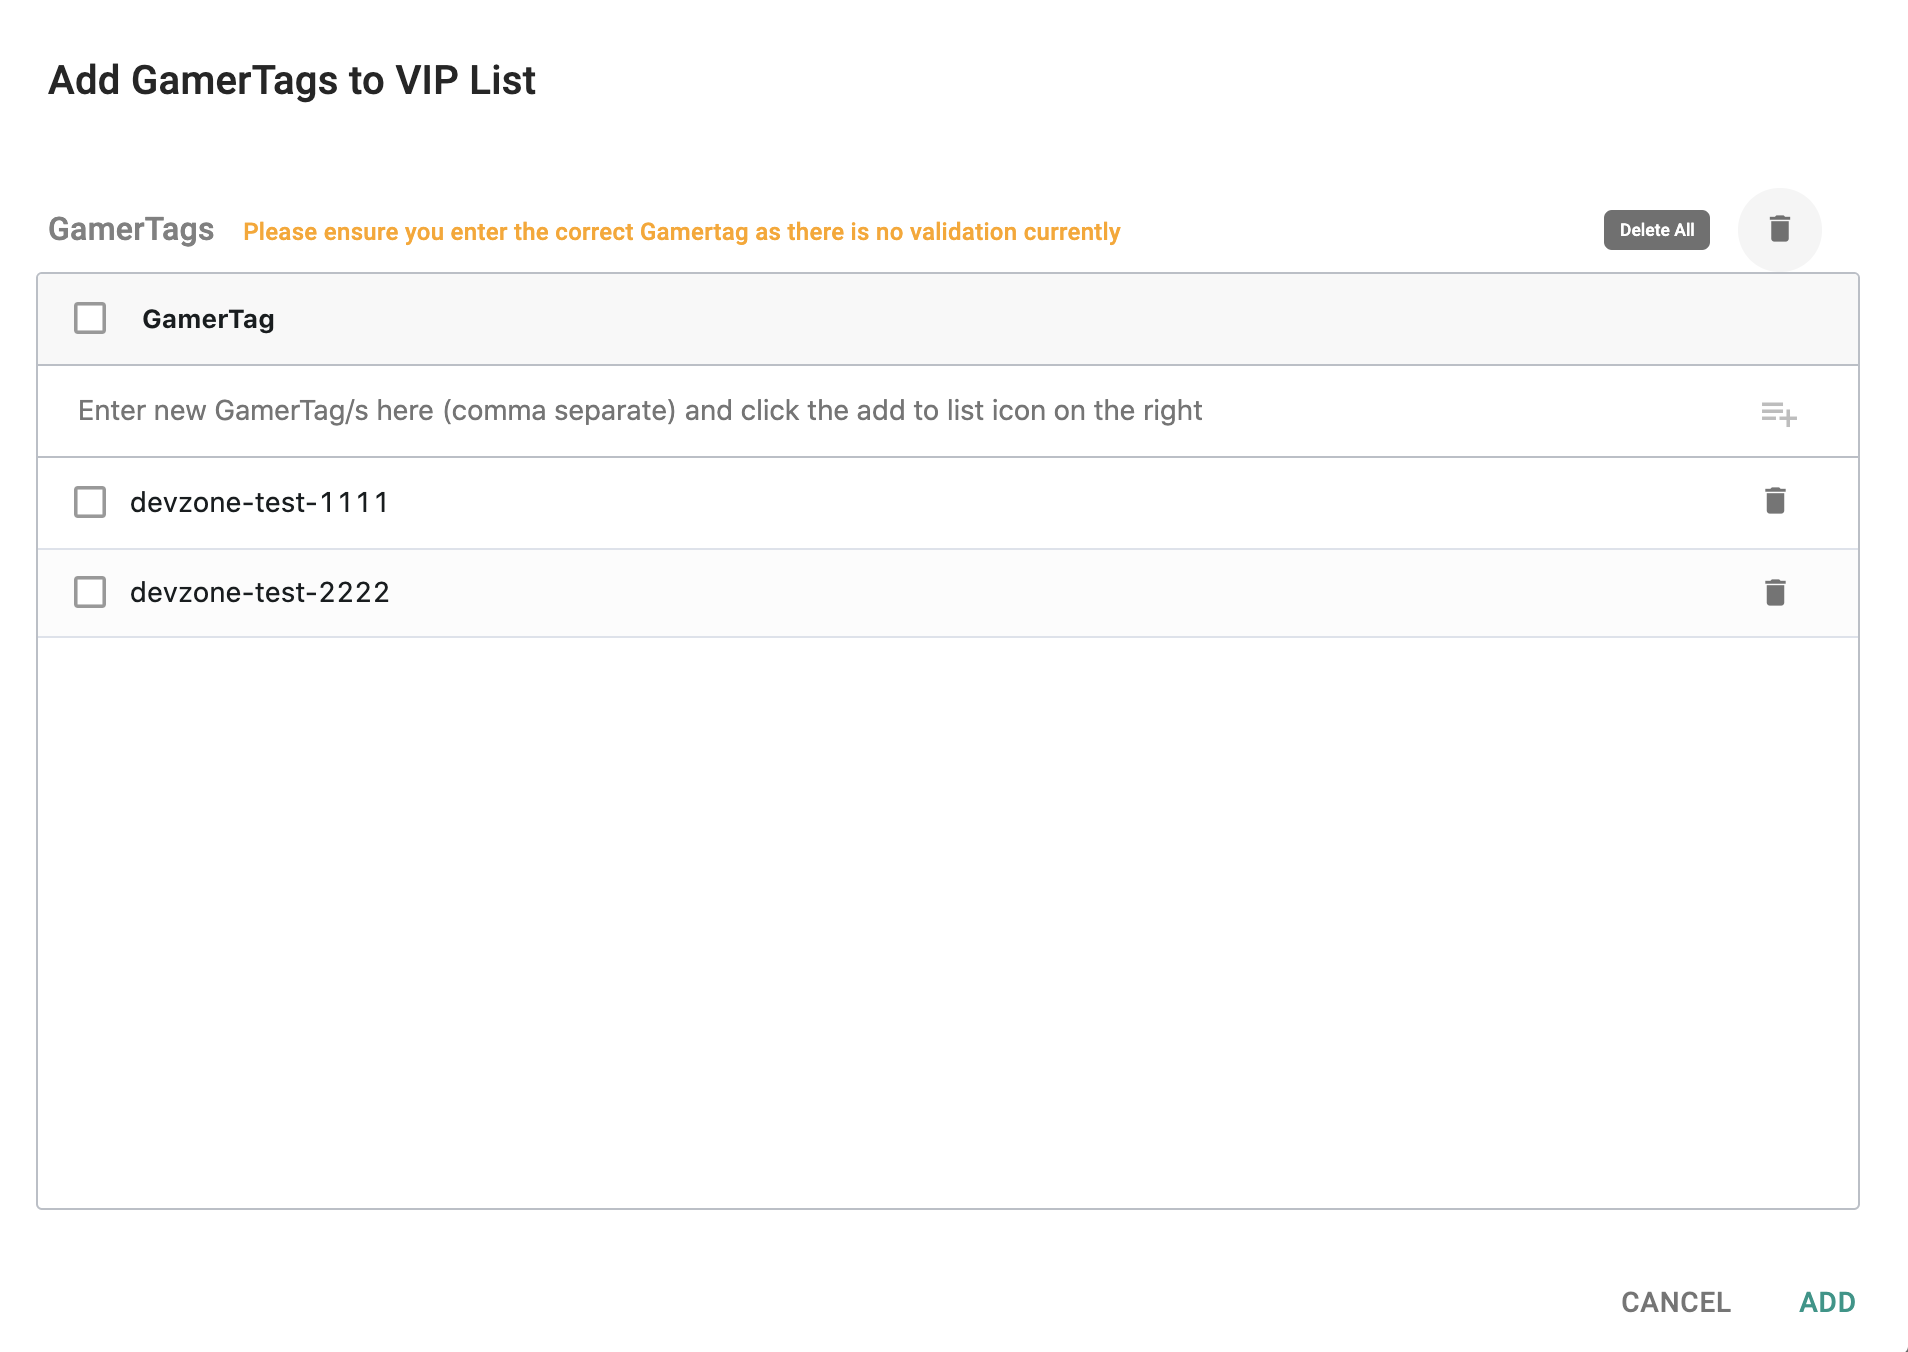 Add GamerTags to VIP List
GamerTags Please ensure you enter the correct Gamertag as there is no validation currently Delete All
GamerTag
Enter new GamerTag/s here (comma separate) and click the add to list icon on the right
devzone-test-1111
devzone-test-2222
CANCEL ADD